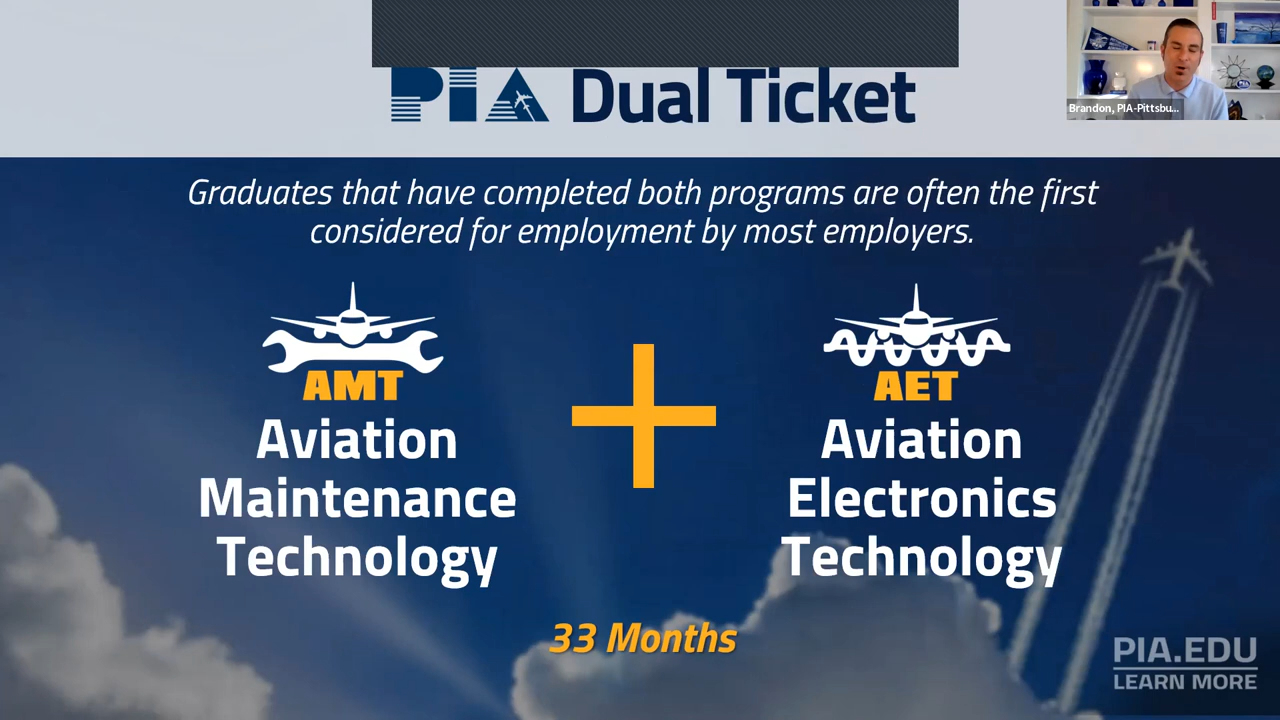 PIA Dual Ticket
Brandon, PIA-Pittsbu...
Graduates that have completed both programs are often the first
considered for employment by most employers.
AMT
Aviation
Maintenance
Technology
AET
Aviation
Electronics
Technology
33 Months
PIA.EDU
LEARN MORE